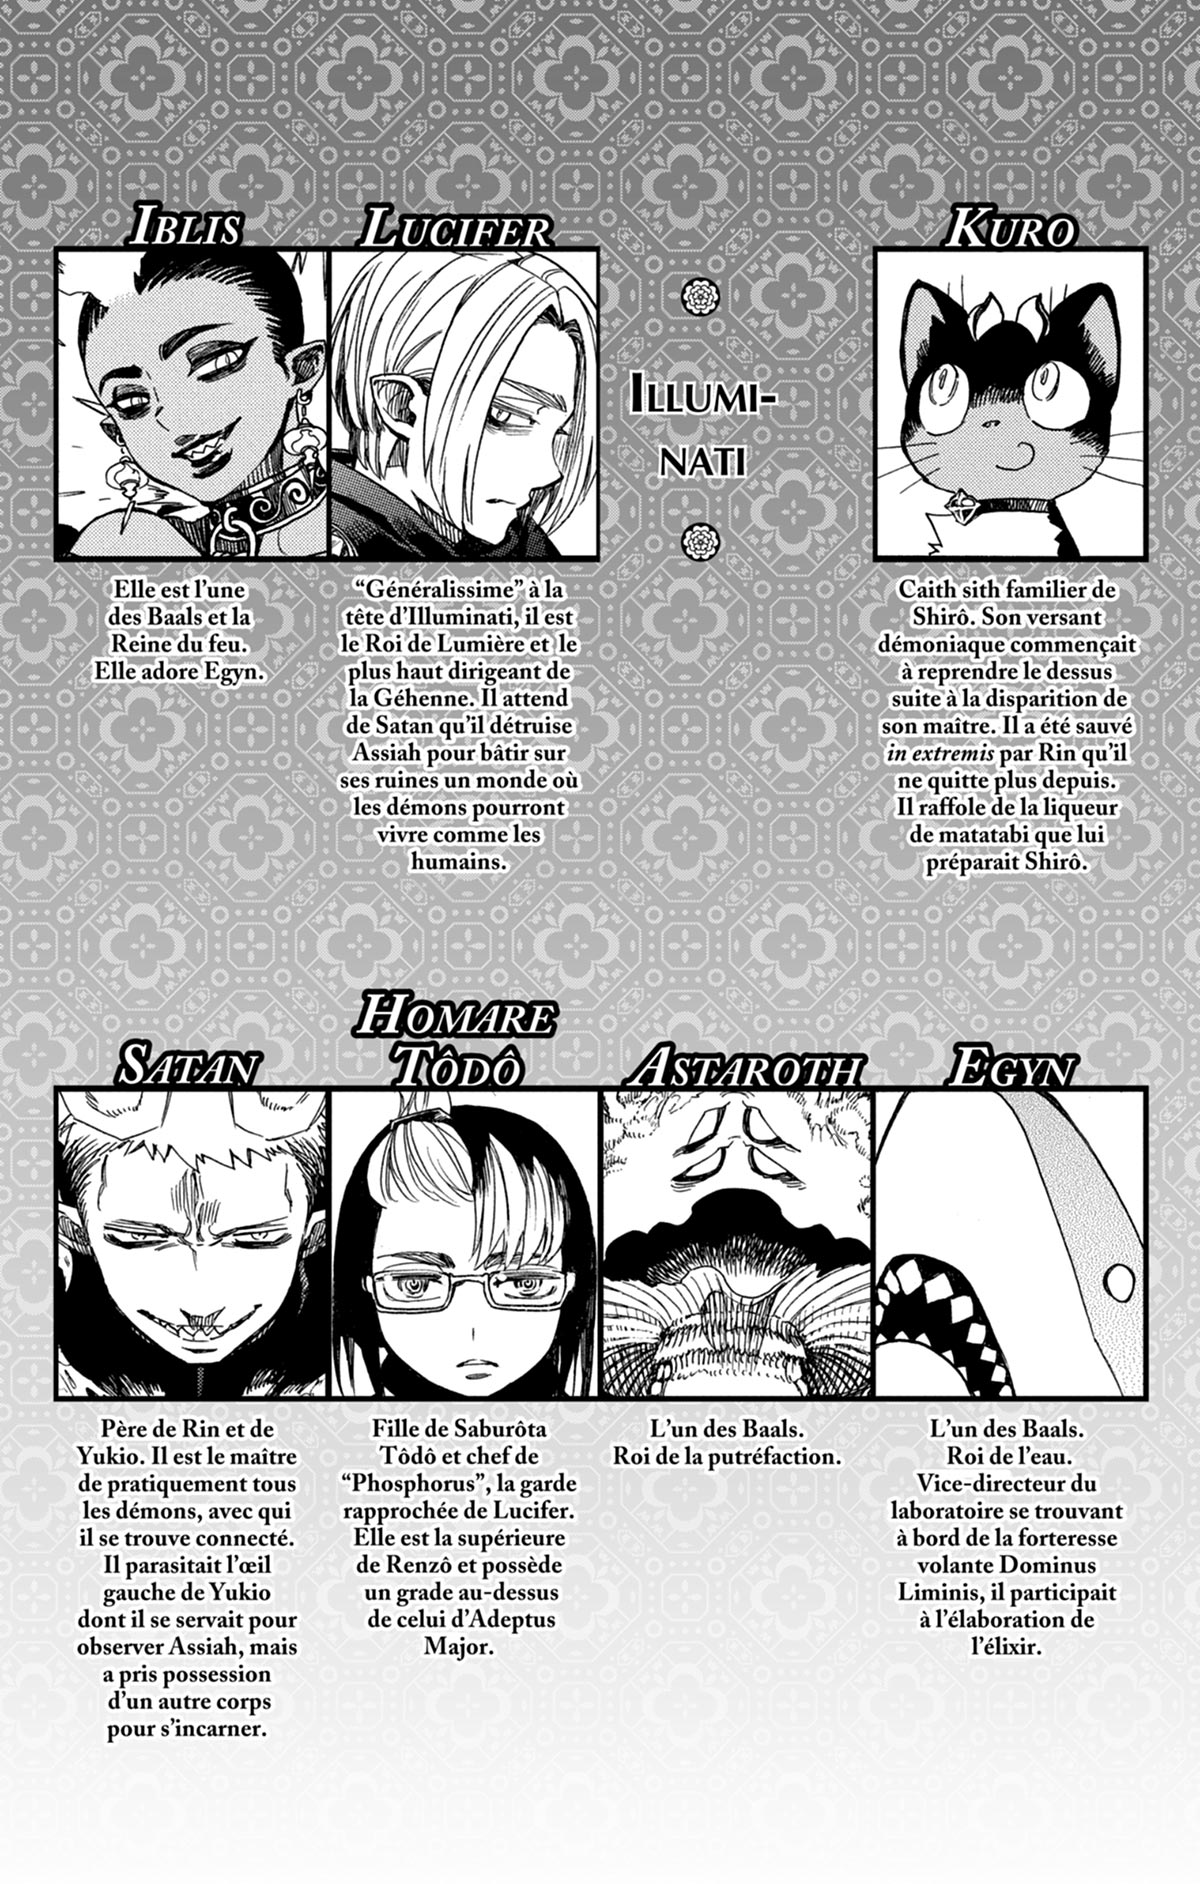 KURO
Caith sith familier de
Shirô. Son versant
démoniaque commençait
à reprendre le dessus
suite à la disparition de
son maître. Il a été sauvé
in extremis par Rin qu'il
ne quitte plus depuis.
Il raffole de la liqueur
de matatabi que lui
préparait Shirô.
ILLUMI-
NATI
LUCIFER
“Généralissime” à la
tête d'Illuminati, il est
le Roi de Lumière et le
plus haut dirigeant de
la Géhenne. Il attend
de Satan qu'il détruise
Assiah pour bâtir sur
ses ruines un monde où
les démons pourront
vivre comme les
humains.
IBLIS
Elle est l'une
des Baals et la
Reine du feu.
Elle adore Egyn.
EGYN
L'un des Baals.
Roi de l'eau.
Vice-directeur du
laboratoire se trouvant
à bord de la forteresse
volante Dominus
Liminis, il participait
à l'élaboration de
l'élixir.
ASTAROTH
L'un des Baals.
Roi de la putréfaction.
HOMARE
TÔDÔ
Fille de Saburôta
Tôdô et chef de
“Phosphorus”, la garde
rapprochée de Lucifer.
Elle est la supérieure
de Renzô et possède
un grade au-dessus
de celui d'Adeptus
Major.
SATAN
Père de Rin et de
Yukio. Il est le maître
de pratiquement tous
les démons, avec qui
il se trouve connecté.
Il parasitait l'œil
gauche de Yukio
dont il se servait pour
observer Assiah, mais
a pris possession
d'un autre corps
pour s'incarner.